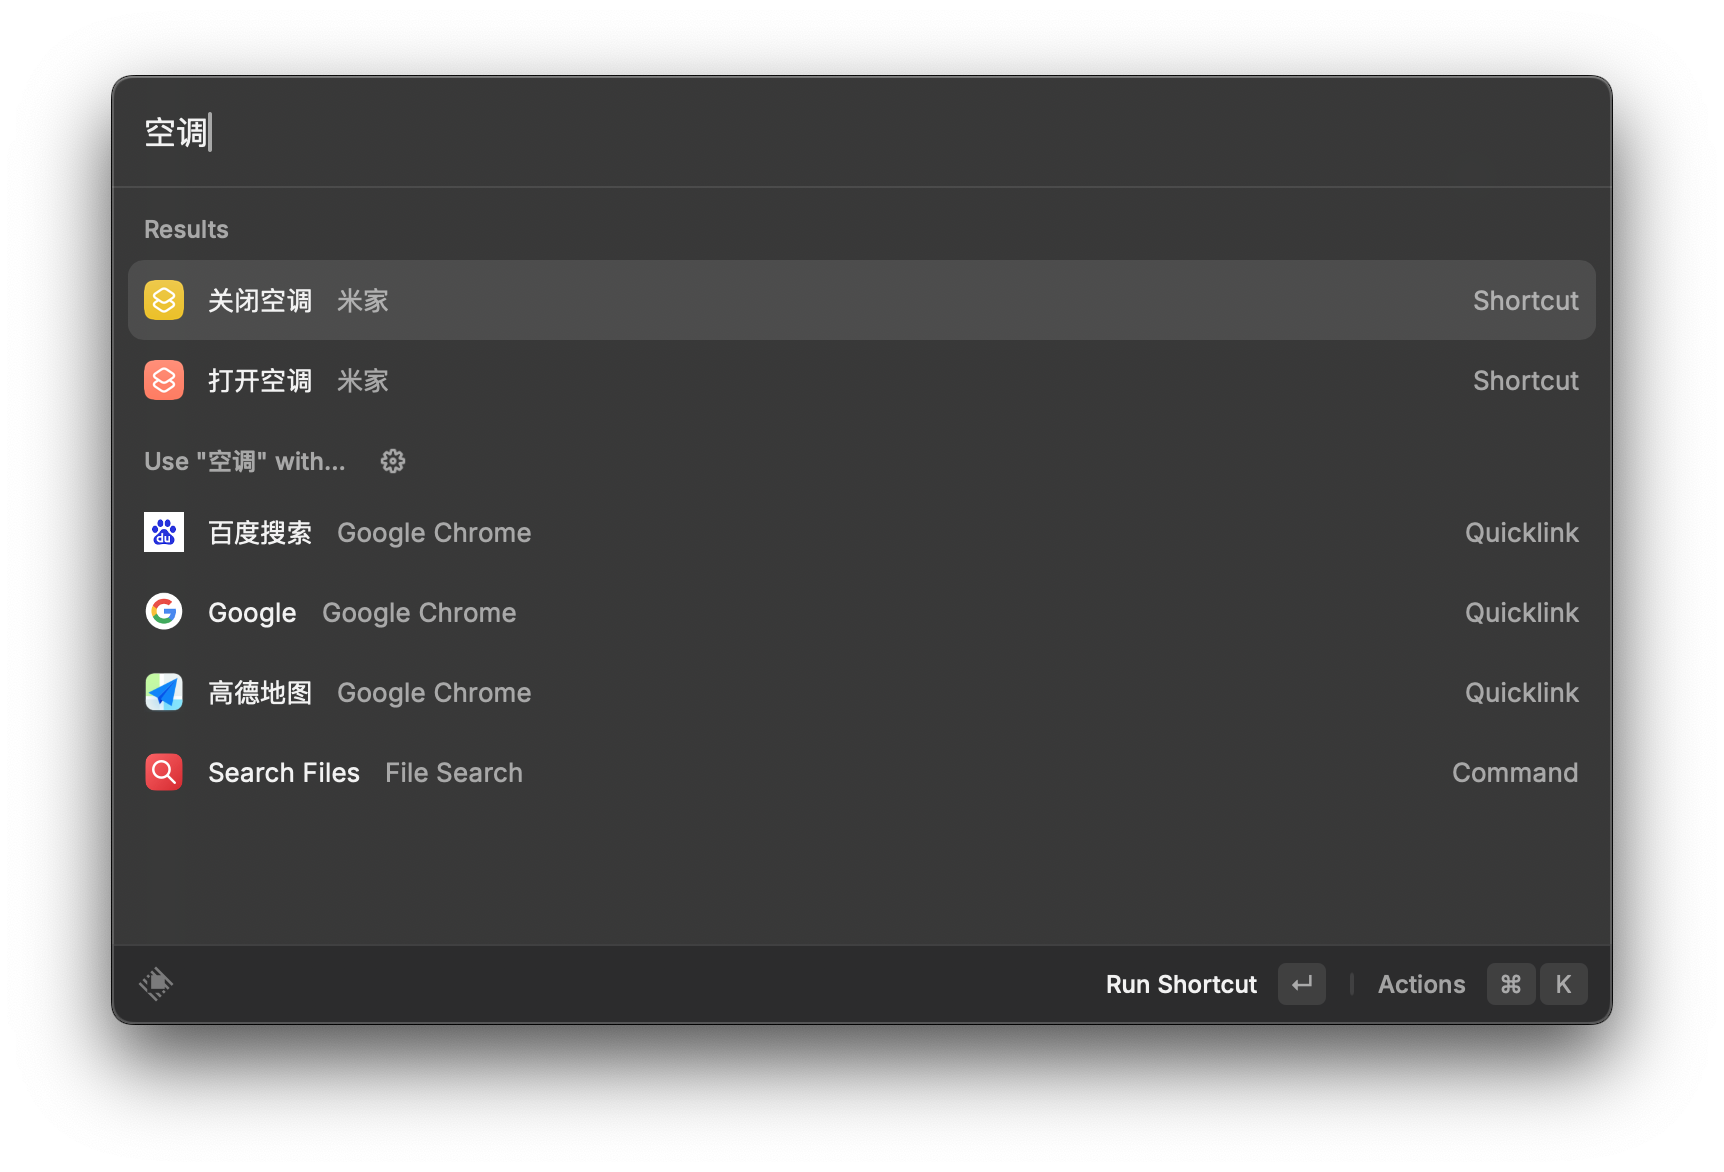 空调
Results
关闭空调 米家 Shortcut
打开空调 米家 Shortcut
Use "空调" with...
du 百度搜索 Google Chrome Quicklink
Google Google Chrome Quicklink
高德地图 Google Chrome Quicklink
Search Files File Search Command
Run Shortcut ↵ Actions ⌘ K